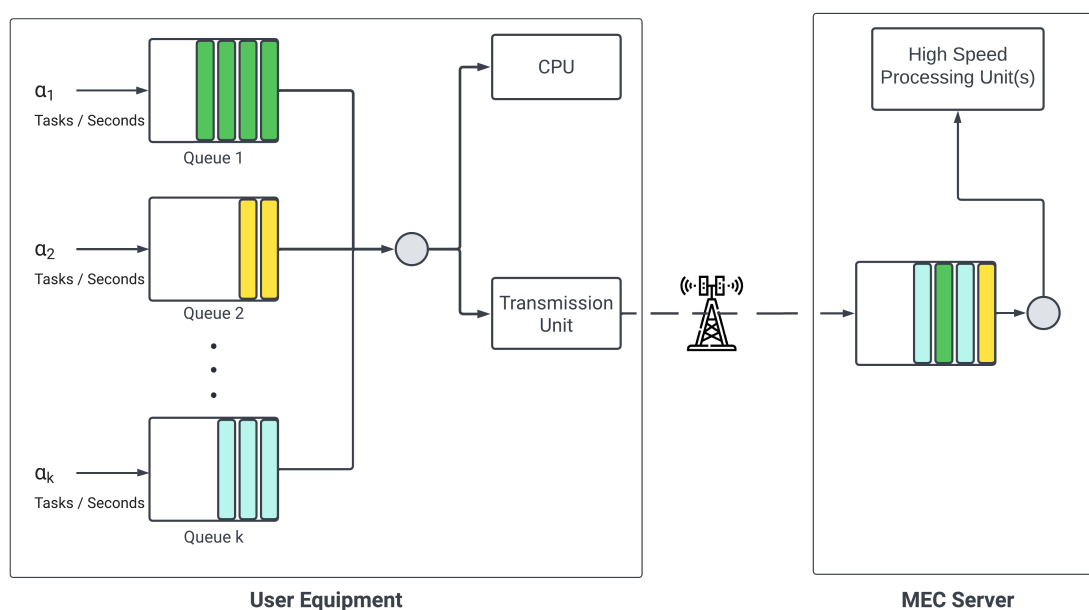 α1
Tasks / Seconds
Queue 1
α2
Tasks / Seconds
Queue 2
αk
Tasks / Seconds
Queue k
CPU
Transmission
Unit
User Equipment
High Speed
Processing Unit(s)
MEC Server